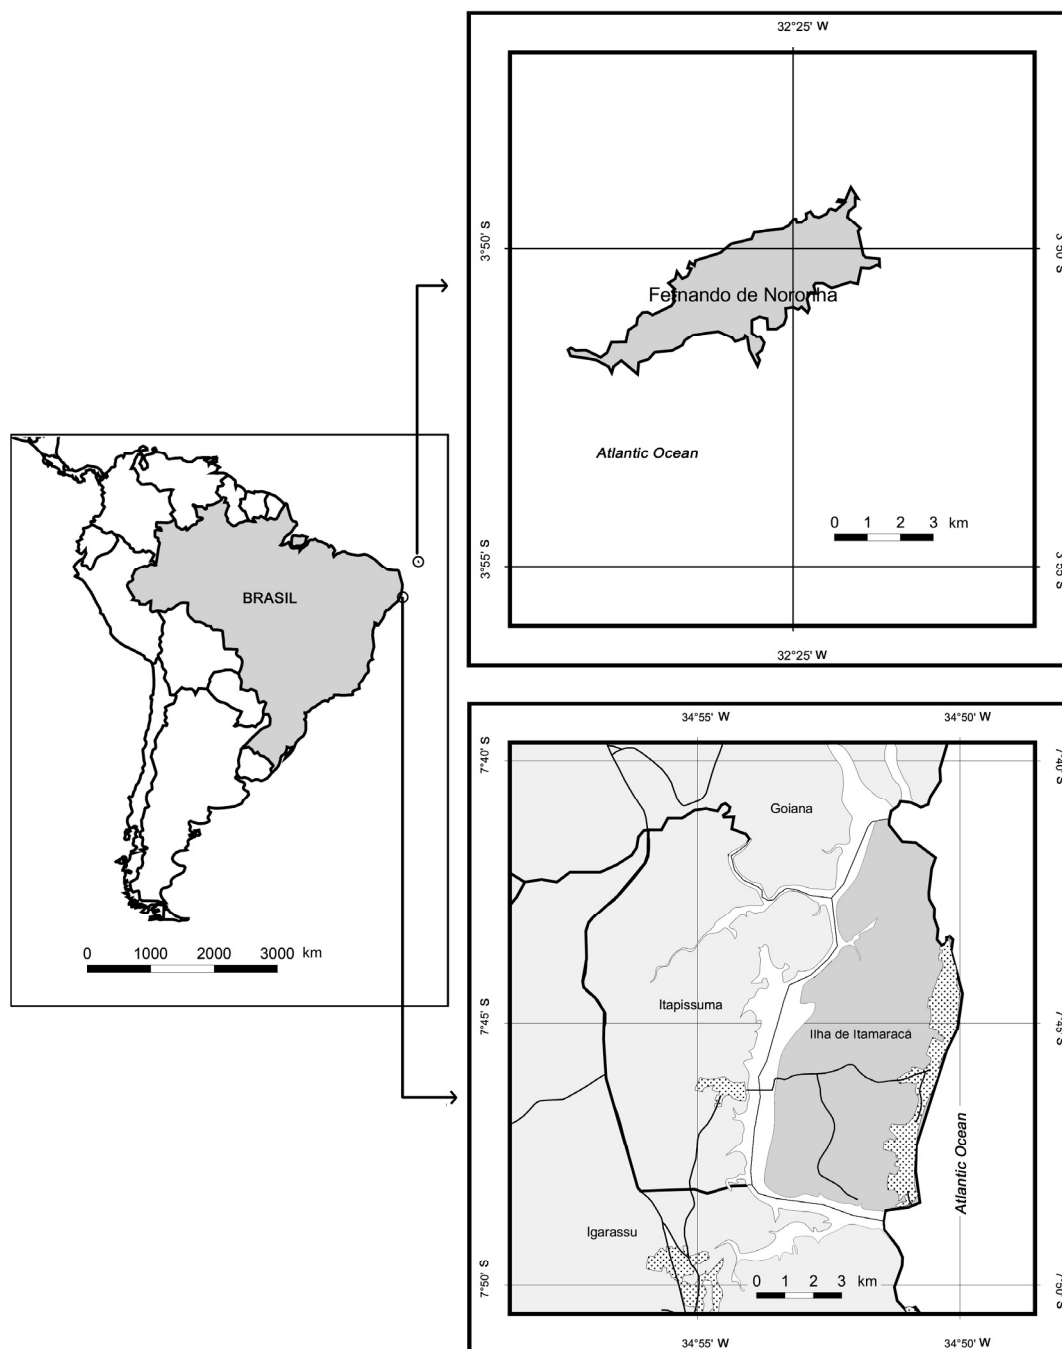 32°25' W
3°50' S
3°50' S
Fernando de Noronha
Atlantic Ocean
0 1 2 3 km
3°55' S
3°55' S
32°25' W
BRASIL
0 1000 2000 3000 km
34°55' W 34°50' W
7°40' S
7°40' S
Goiana
Itapissuma
7°45' S
7°45' S
Ilha de Itamaracá
Atlantic Ocean
Igarassu
0 1 2 3 km
7°50' S
7°50' S
34°55' W 34°50' W